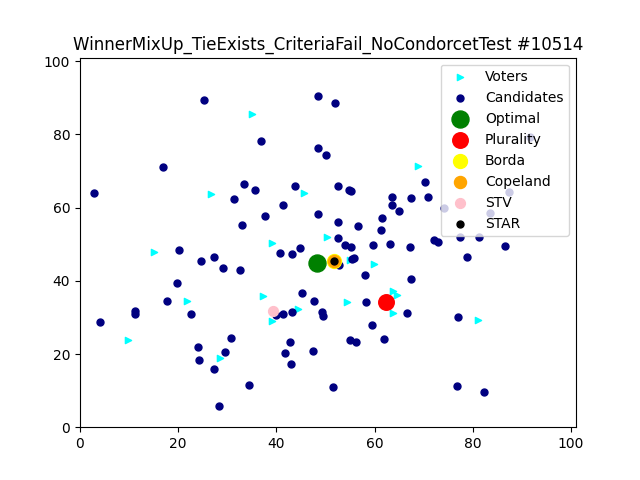 WinnerMixUp_TieExists_CriteriaFail_NoCondorcetTest #10514
100
80
60
40
20
0
0 20 40 60 80 100
Voters
Candidates
Optimal
Plurality
Borda
Copeland
STV
STAR